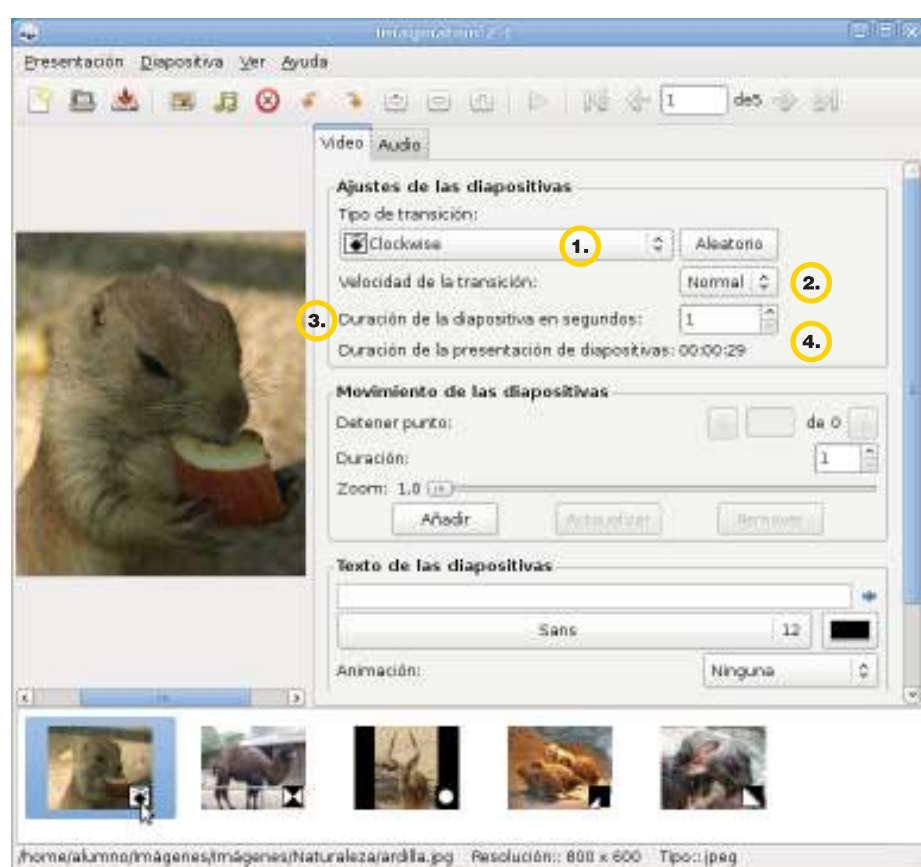 Imagination 2.1
Presentación Diapositiva Ver Ayuda
1 de5
Video Audio
Ajustes de las diapositivas
Tipo de transición:
Clockwise 1. Aleatorio
Velocidad de la transición: Normal 2.
3. Duración de la diapositiva en segundos: 1
Duración de la presentación de diapositivas: 00:00:29 4.
Movimiento de las diapositivas
Detener punto: de 0
Duración: 1
Zoom: 1.0
Añadir Actualizar Remover
Texto de las diapositivas
Sans 12
Animación: Ninguna
/home/alumno/Imágenes/Imágenes/Naturaleza/ardilla.jpg Resolución:: 800 x 600 Tipo:: jpeg